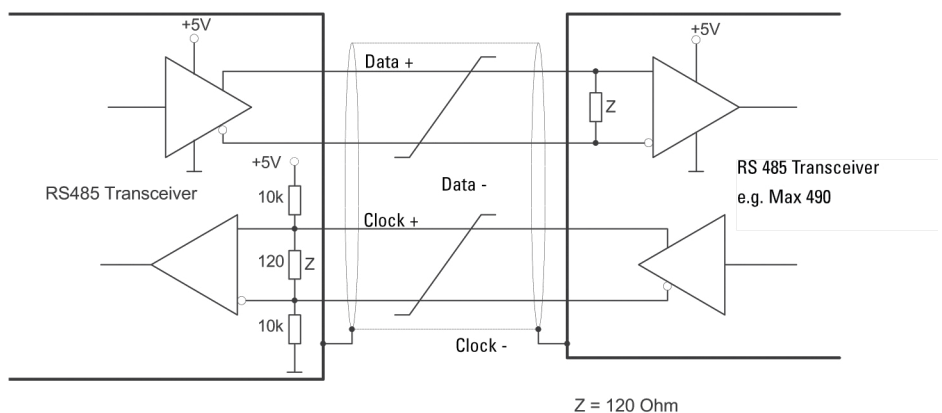 +5V
+5V
Data +
Z
+5V
RS485 Transceiver
10k
Data -
RS 485 Transceiver
e.g. Max 490
Clock +
120
Z
10k
Clock -
Z = 120 Ohm